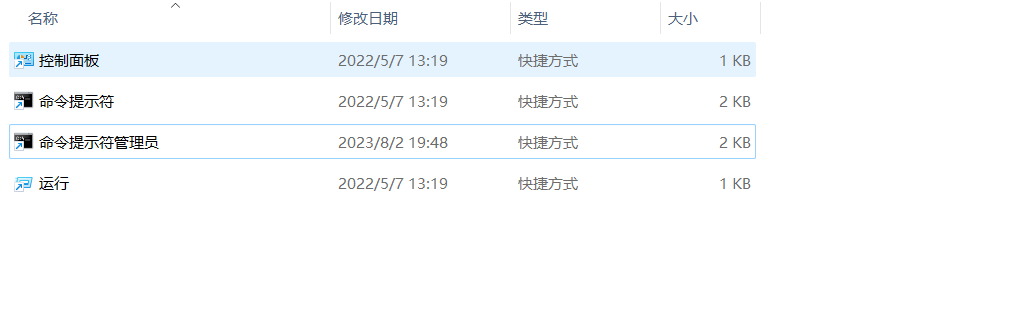 名称 修改日期 类型 大小
控制面板 2022/5/7 13:19 快捷方式 1 KB
命令提示符 2022/5/7 13:19 快捷方式 2 KB
命令提示符管理员 2023/8/2 19:48 快捷方式 2 KB
运行 2022/5/7 13:19 快捷方式 1 KB